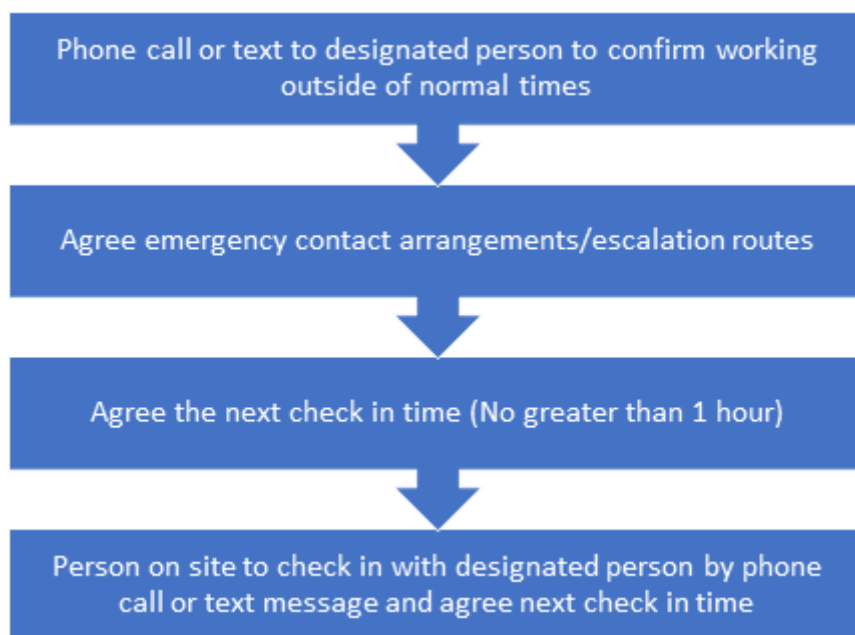 Phone call or text to designated person to confirm working
outside of normal times
Agree emergency contact arrangements/escalation routes
Agree the next check in time (No greater than 1 hour)
Person on site to check in with designated person by phone
call or text message and agree next check in time